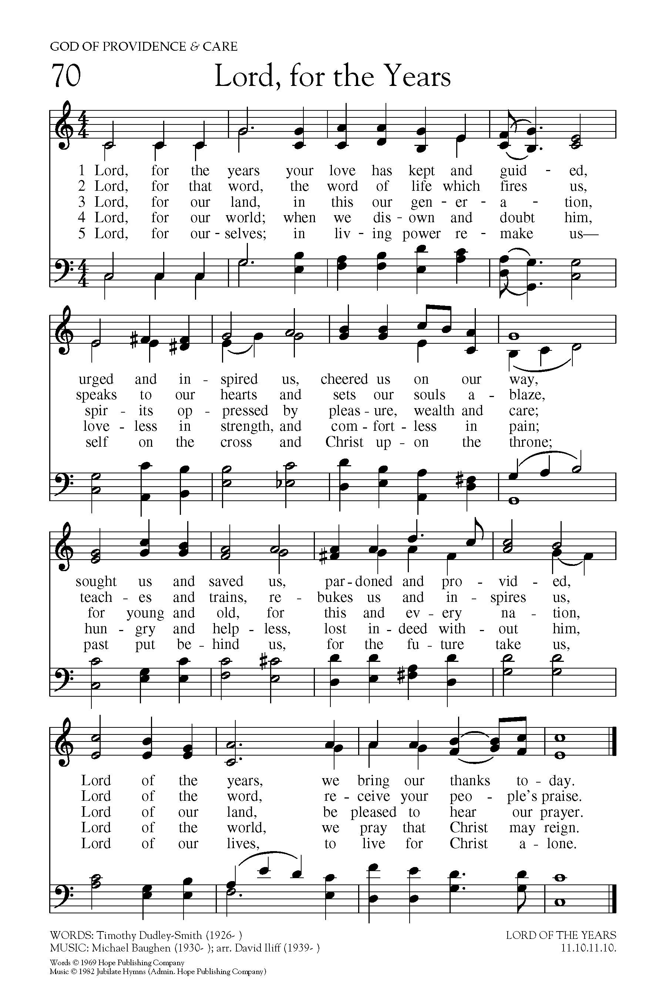 GOD OF PROVIDENCE & CARE
70 Lord, for the Years
4 4
1 Lord, for the years your love has kept and guid - ed,
2 Lord, for that word, the word of life which fires us,
3 Lord, for our land, in this our gen - er - a - tion,
4 Lord, for our world; when we dis - own and doubt him,
5 Lord, for our - selves; in liv - ing power re - make us—
4 4
urged and in - spired us, cheered us on our way,
speaks to our hearts and sets our souls a - blaze,
spir - its op - pressed by pleas - ure, wealth and care;
love - less in strength, and com - fort - less in pain;
self on the cross and Christ up - on the throne;
sought us and saved us, par - doned and pro - vid - ed,
teach - es and trains, re - bukes us and in - spires us,
for young and old, for this and ev - ery na - tion,
hun - gry and help - less, lost in - deed with - out him,
past put be - hind us, for the fu - ture take us,
Lord of the years, we bring our thanks to - day.
Lord of the word, re - ceive your peo - ple's praise.
Lord of our land, be pleased to hear our prayer.
Lord of the world, we pray that Christ may reign.
Lord of our lives, to live for Christ a - lone.
WORDS: Timothy Dudley-Smith (1926- ) LORD OF THE YEARS
MUSIC: Michael Baughen (1930- ); arr. David Iliff (1939- ) 11.10.11.10.
Words © 1969 Hope Publishing Company
Music © 1982 Jubilate Hymns (Admin. Hope Publishing Company)